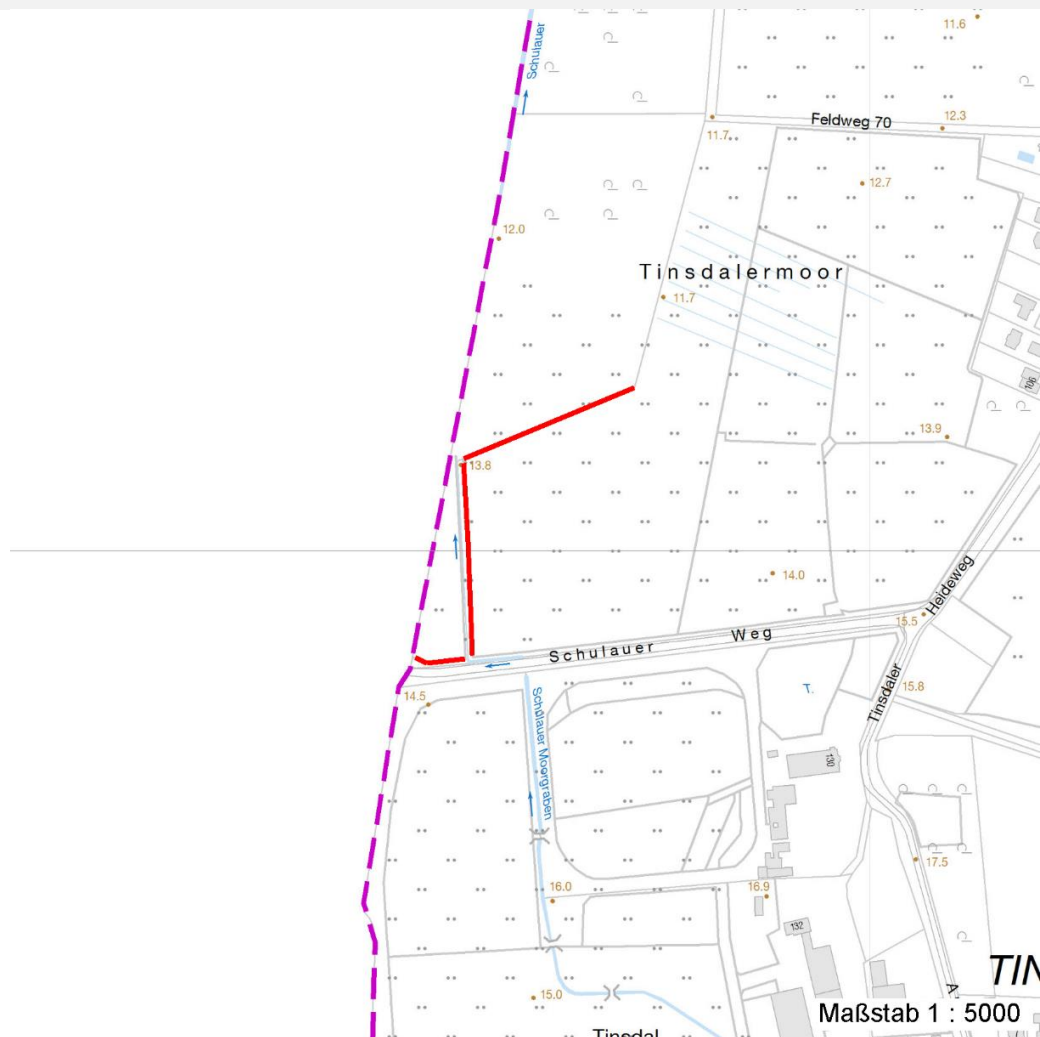 11.6
Schulauer
Feldweg 70
12.3
11.7
12.7
12.0
Tinsdalermoor
11.7
106
13.9
13.8
14.0
Heideweg
15.5
Schulauer Weg
14.5
T.
15.8
Tinsdaler
Schulauer Moorgraben
130
17.5
16.0
16.9
132
TIN
15.0
A
Maßstab 1 : 5000
Tinsdal